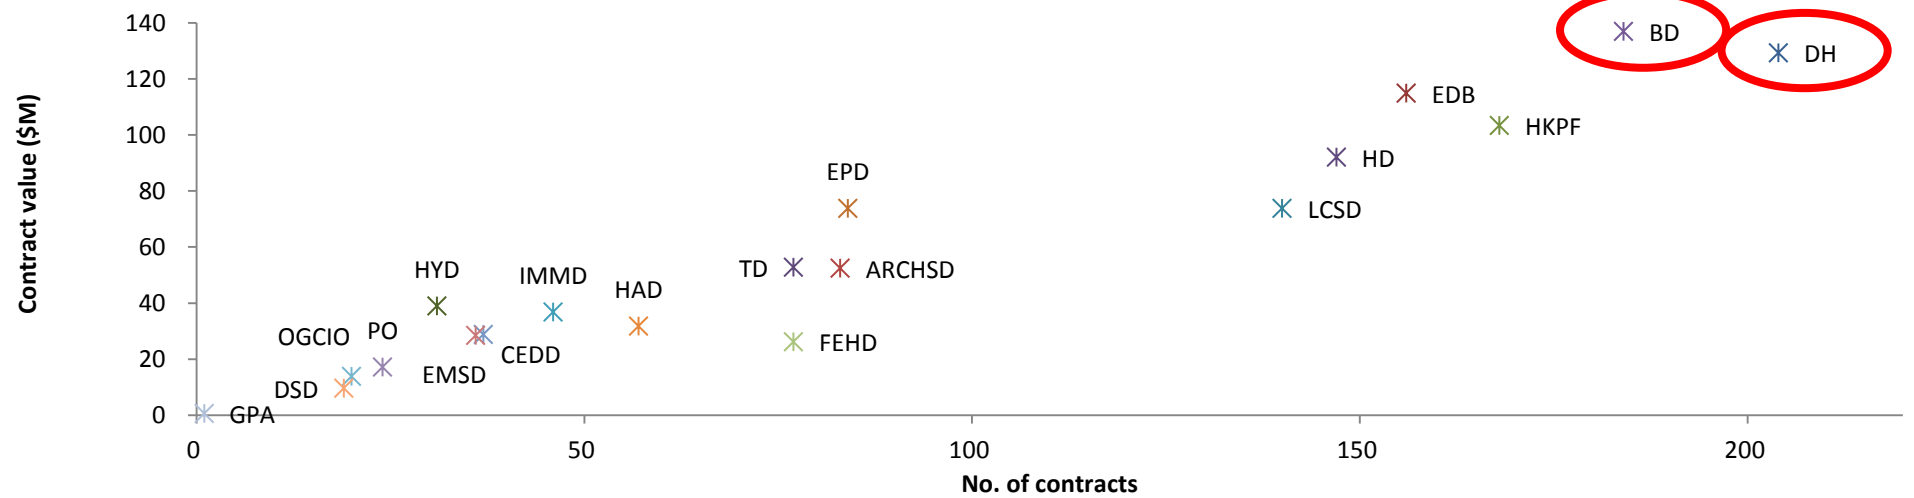 Contract value ($M)
140
120
100
80
60
40
20
0
BD
DH
EDB
HKPF
HD
EPD
LCSD
TD
ARCHSD
HYD
IMMD
HAD
OGCIO
PO
FEHD
CEDD
EMSD
DSD
GPA
0
50
100
150
200
No. of contracts